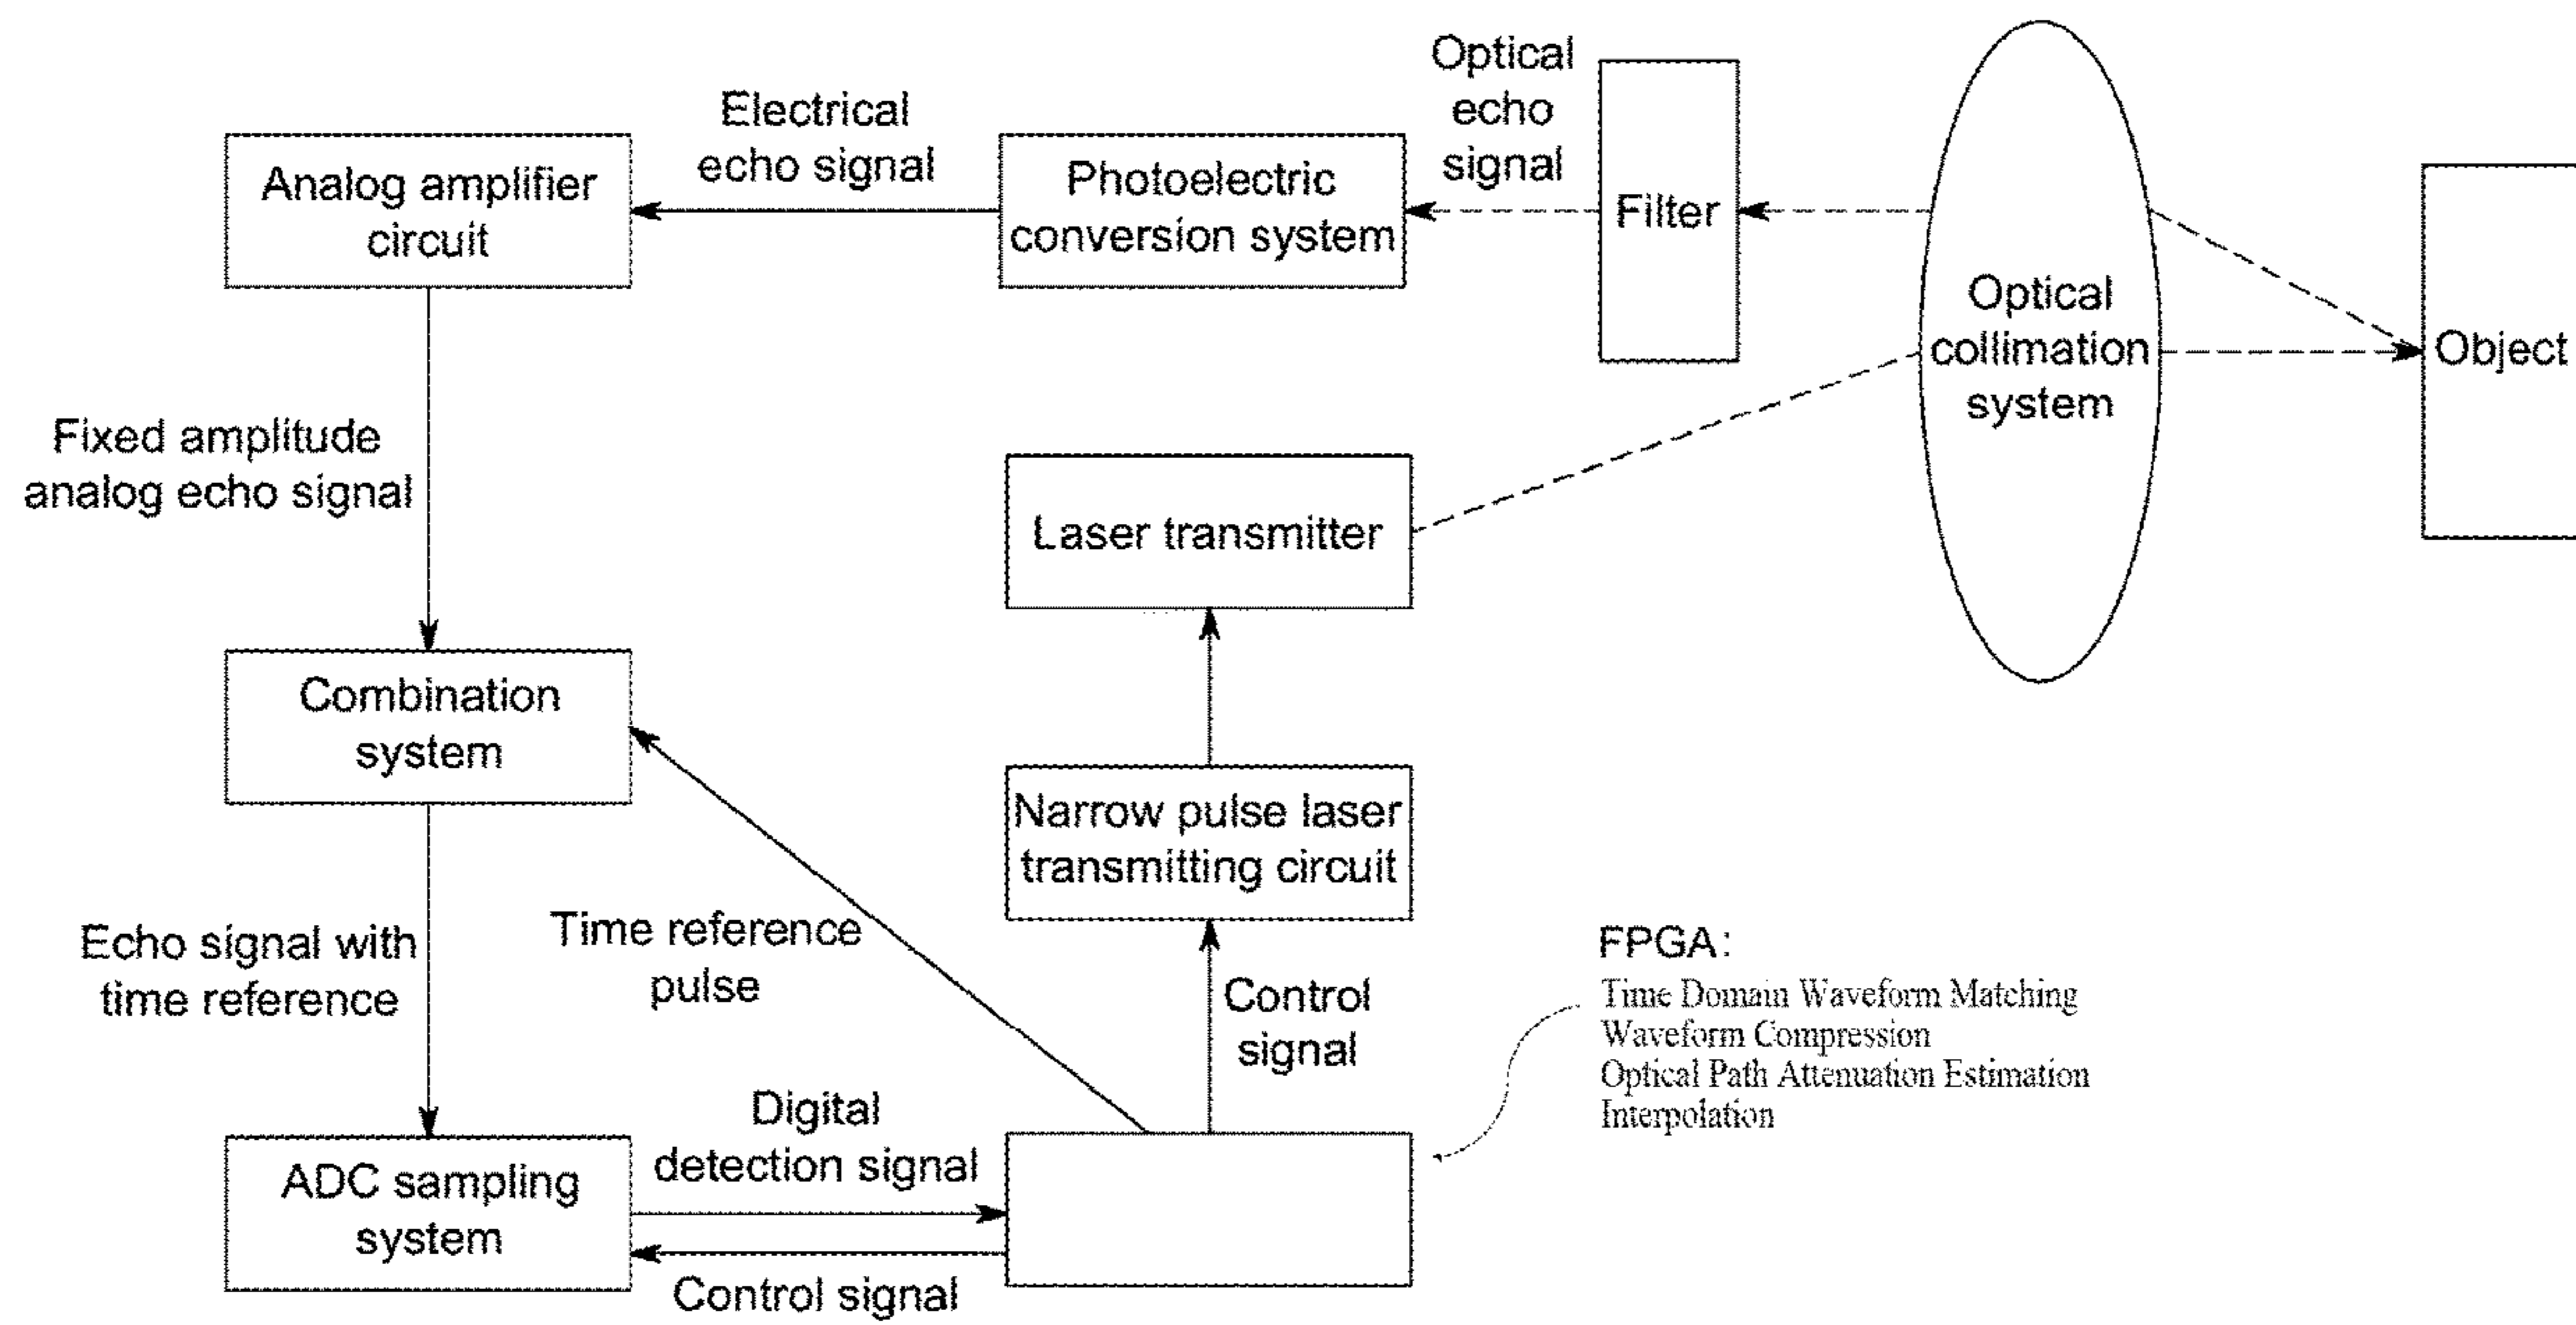 Optical
echo
signal
Electrical
echo signal
Analog amplifier
circuit
Photoelectric
conversion system
Filter
Optical
collimation
system
Object
Fixed amplitude
analog echo signal
Laser transmitter
Combination
system
Narrow pulse laser
transmitting circuit
Echo signal with
time reference
Time reference
pulse
Control
signal
FPGA:
Time Domain Waveform Matching
Waveform Compression
Optical Path Attenuation Estimation
Interpolation
Digital
detection signal
ADC sampling
system
Control signal